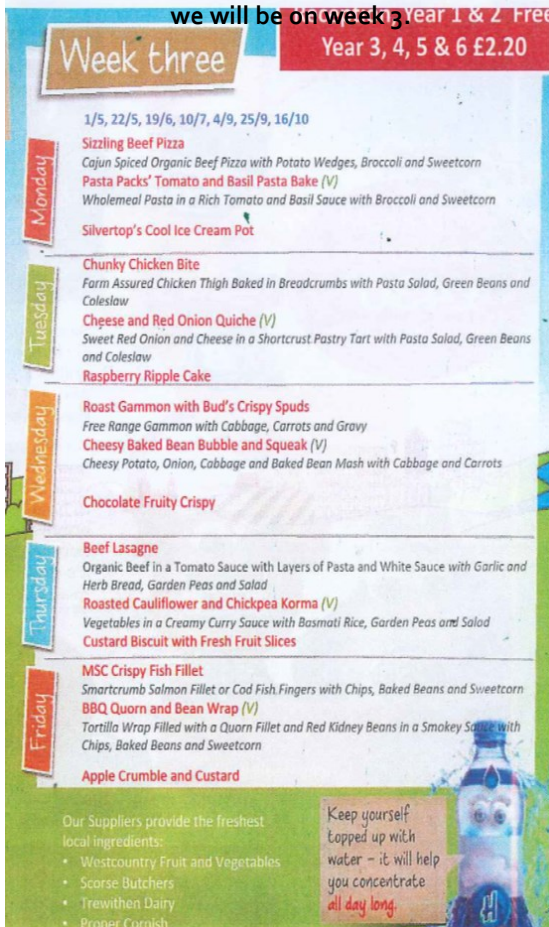 we will be on week 3.
Reception, Year 1 & 2 Free
Year 3, 4, 5 & 6 £2.20
Week three
1/5, 22/5, 19/6, 10/7, 4/9, 25/9, 16/10
Monday
Sizzling Beef Pizza
Cajun Spiced Organic Beef Pizza with Potato Wedges, Broccoli and Sweetcorn
Pasta Packs' Tomato and Basil Pasta Bake (V)
Wholemeal Pasta in a Rich Tomato and Basil Sauce with Broccoli and Sweetcorn
Silvertop's Cool Ice Cream Pot
Tuesday
Chunky Chicken Bite
Farm Assured Chicken Thigh Baked in Breadcrumbs with Pasta Salad, Green Beans and
Coleslaw
Cheese and Red Onion Quiche (V)
Sweet Red Onion and Cheese in a Shortcrust Pastry Tart with Pasta Salad, Green Beans
and Coleslaw
Raspberry Ripple Cake
Wednesday
Roast Gammon with Bud's Crispy Spuds
Free Range Gammon with Cabbage, Carrots and Gravy
Cheesy Baked Bean Bubble and Squeak (V)
Cheesy Potato, Onion, Cabbage and Baked Bean Mash with Cabbage and Carrots
Chocolate Fruity Crispy
Thursday
Beef Lasagne
Organic Beef in a Tomato Sauce with Layers of Pasta and White Sauce with Garlic and
Herb Bread, Garden Peas and Salad
Roasted Cauliflower and Chickpea Korma (V)
Vegetables in a Creamy Curry Sauce with Basmati Rice, Garden Peas and Salad
Custard Biscuit with Fresh Fruit Slices
Friday
MSC Crispy Fish Fillet
Smartcrumb Salmon Fillet or Cod Fish Fingers with Chips, Baked Beans and Sweetcorn
BBQ Quorn and Bean Wrap (V)
Tortilla Wrap Filled with a Quorn Fillet and Red Kidney Beans in a Smokey Sauce with
Chips, Baked Beans and Sweetcorn
Apple Crumble and Custard
Our Suppliers provide the freshest
local ingredients:
• Westcountry Fruit and Vegetables
• Scorse Butchers
• Trewithen Dairy
• Proper Cornish
Keep yourself
topped up with
water – it will help
you concentrate
all day long.
H